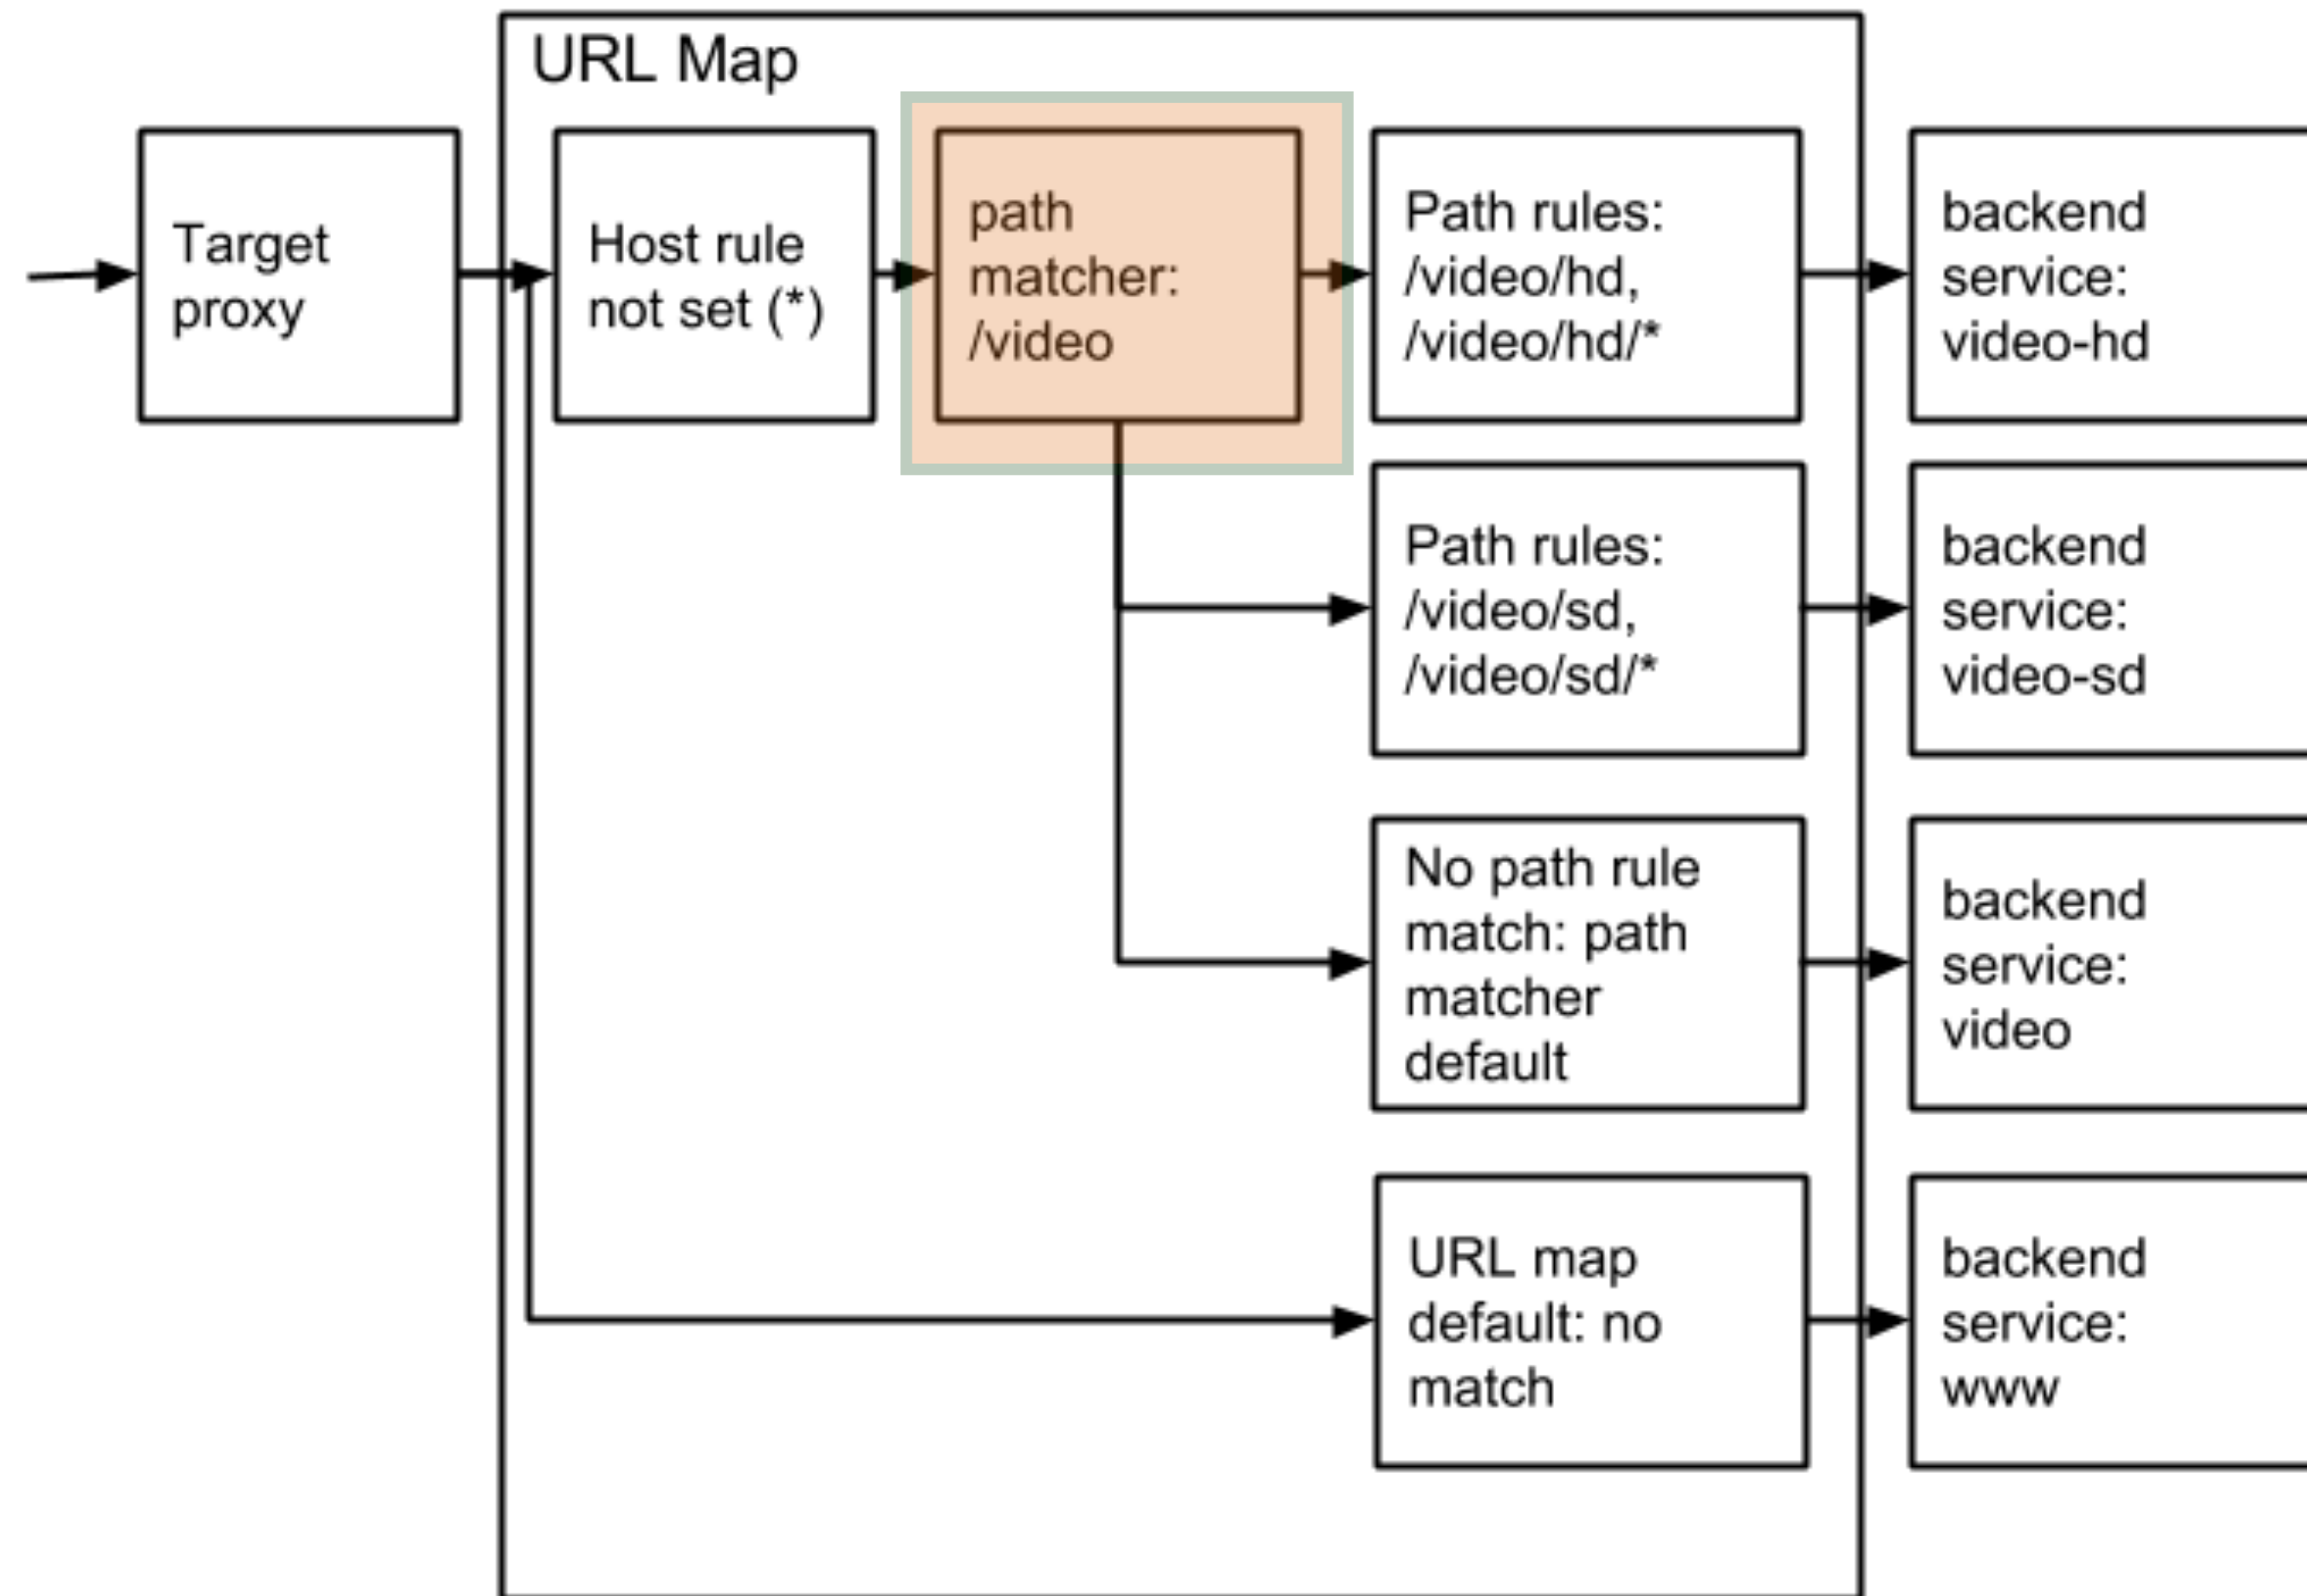 URL Map
Target
proxy
Host rule
not set (*)
path
matcher:
/video
Path rules:
/video/hd,
/video/hd/*
backend
service:
video-hd
Path rules:
/video/sd,
/video/sd/*
backend
service:
video-sd
No path rule
match: path
matcher
default
backend
service:
video
URL map
default: no
match
backend
service:
www